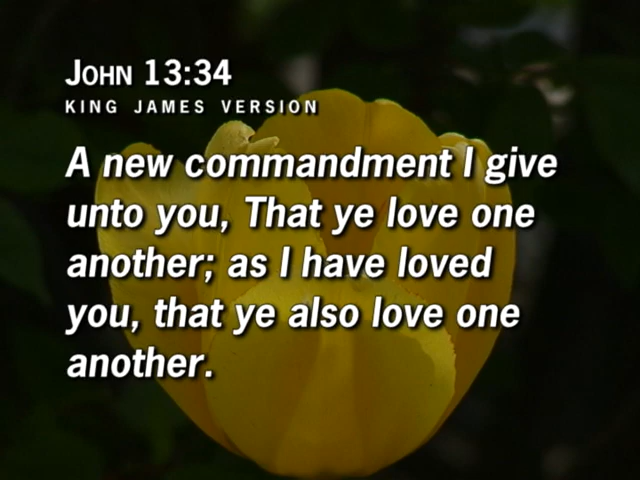 John 13:34
KING JAMES VERSION
A new commandment I give
unto you, That ye love one
another; as I have loved
you, that ye also love one
another.